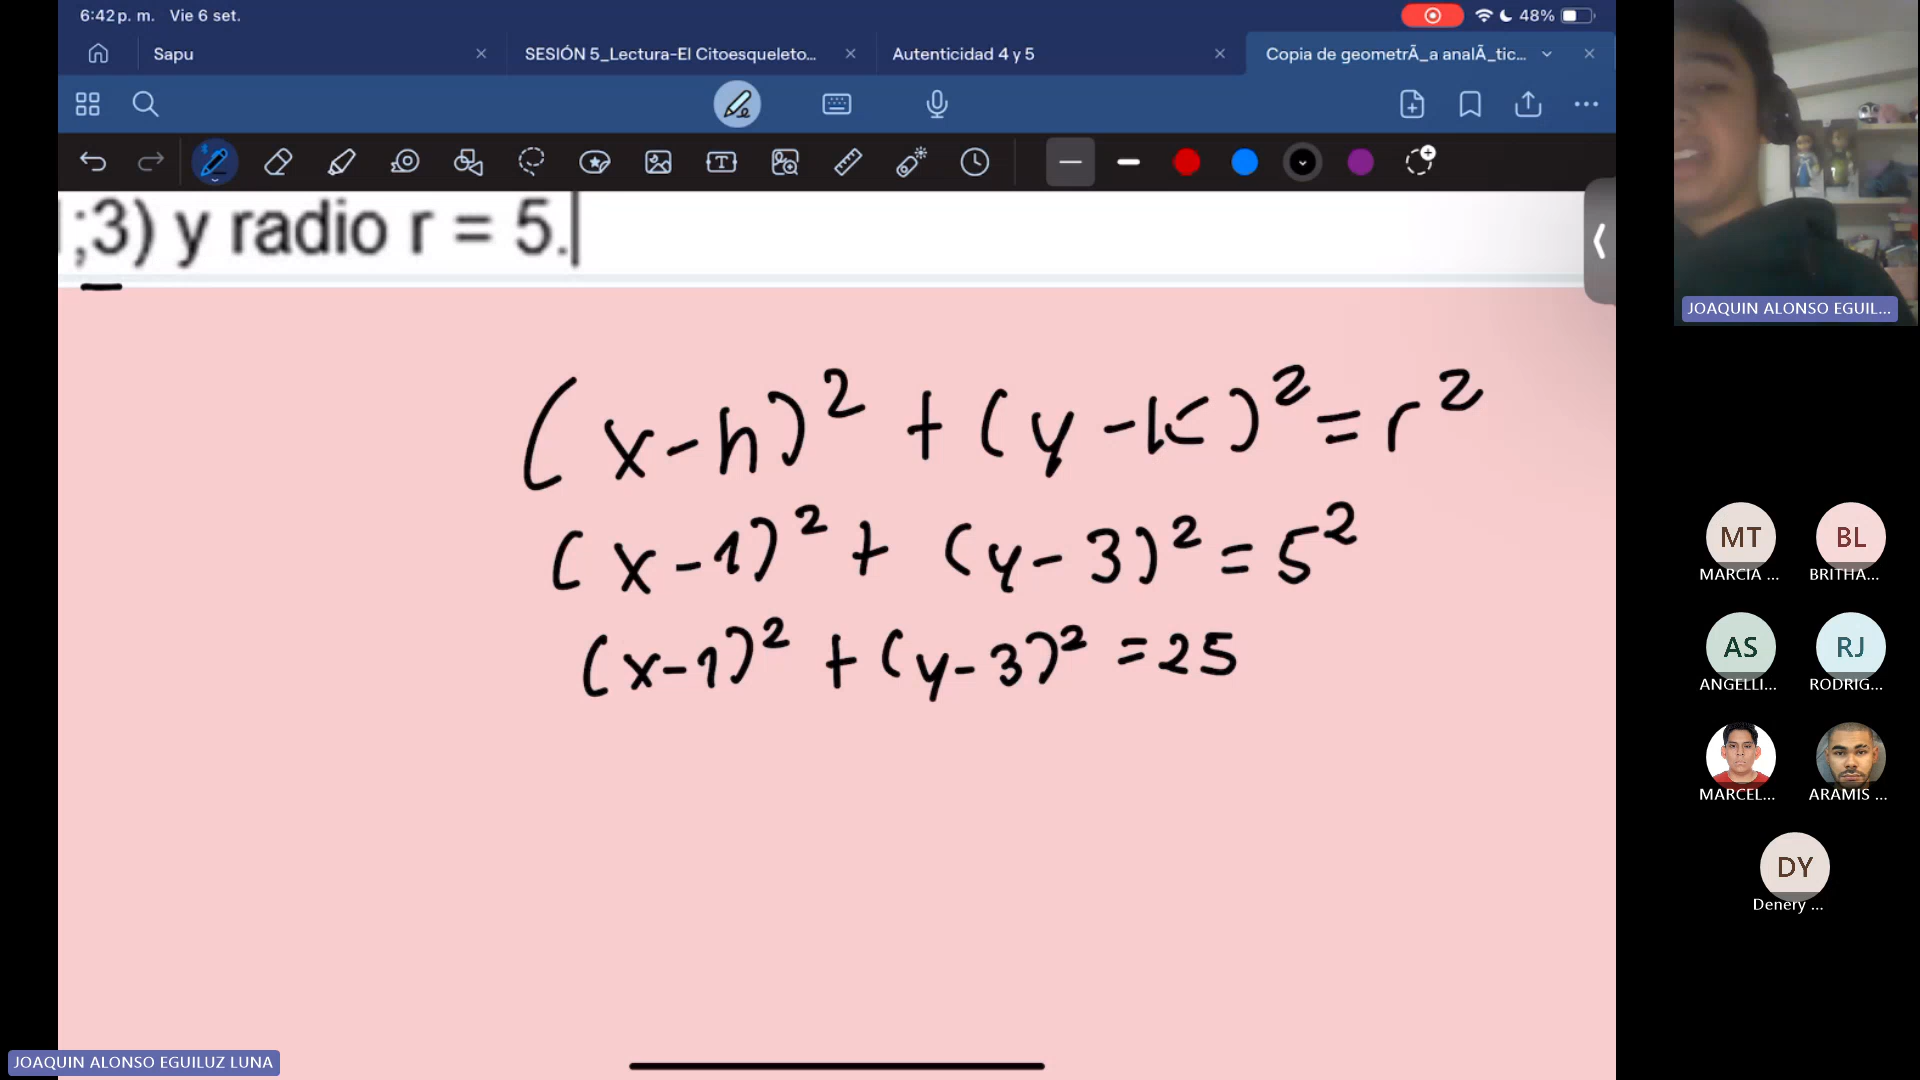 6:42 p. m. Vie 6 set.
48%
Sapu
SESIÓN 5_Lectura-El Citoesqueleto...
Autenticidad 4 y 5
Copia de geometrÃ_a analÃ_tic...
;3) y radio r = 5.
(x-h)² + (y-k)² = r²
(x-1)² + (y-3)² = 5²
(x-1)² + (y-3)² = 25
JOAQUIN ALONSO EGUIL...
MT
MARCIA ...
BL
BRITHA...
AS
ANGELLI...
RJ
RODRIG...
MARCEL...
ARAMIS ...
DY
Denery ...
JOAQUIN ALONSO EGUILUZ LUNA